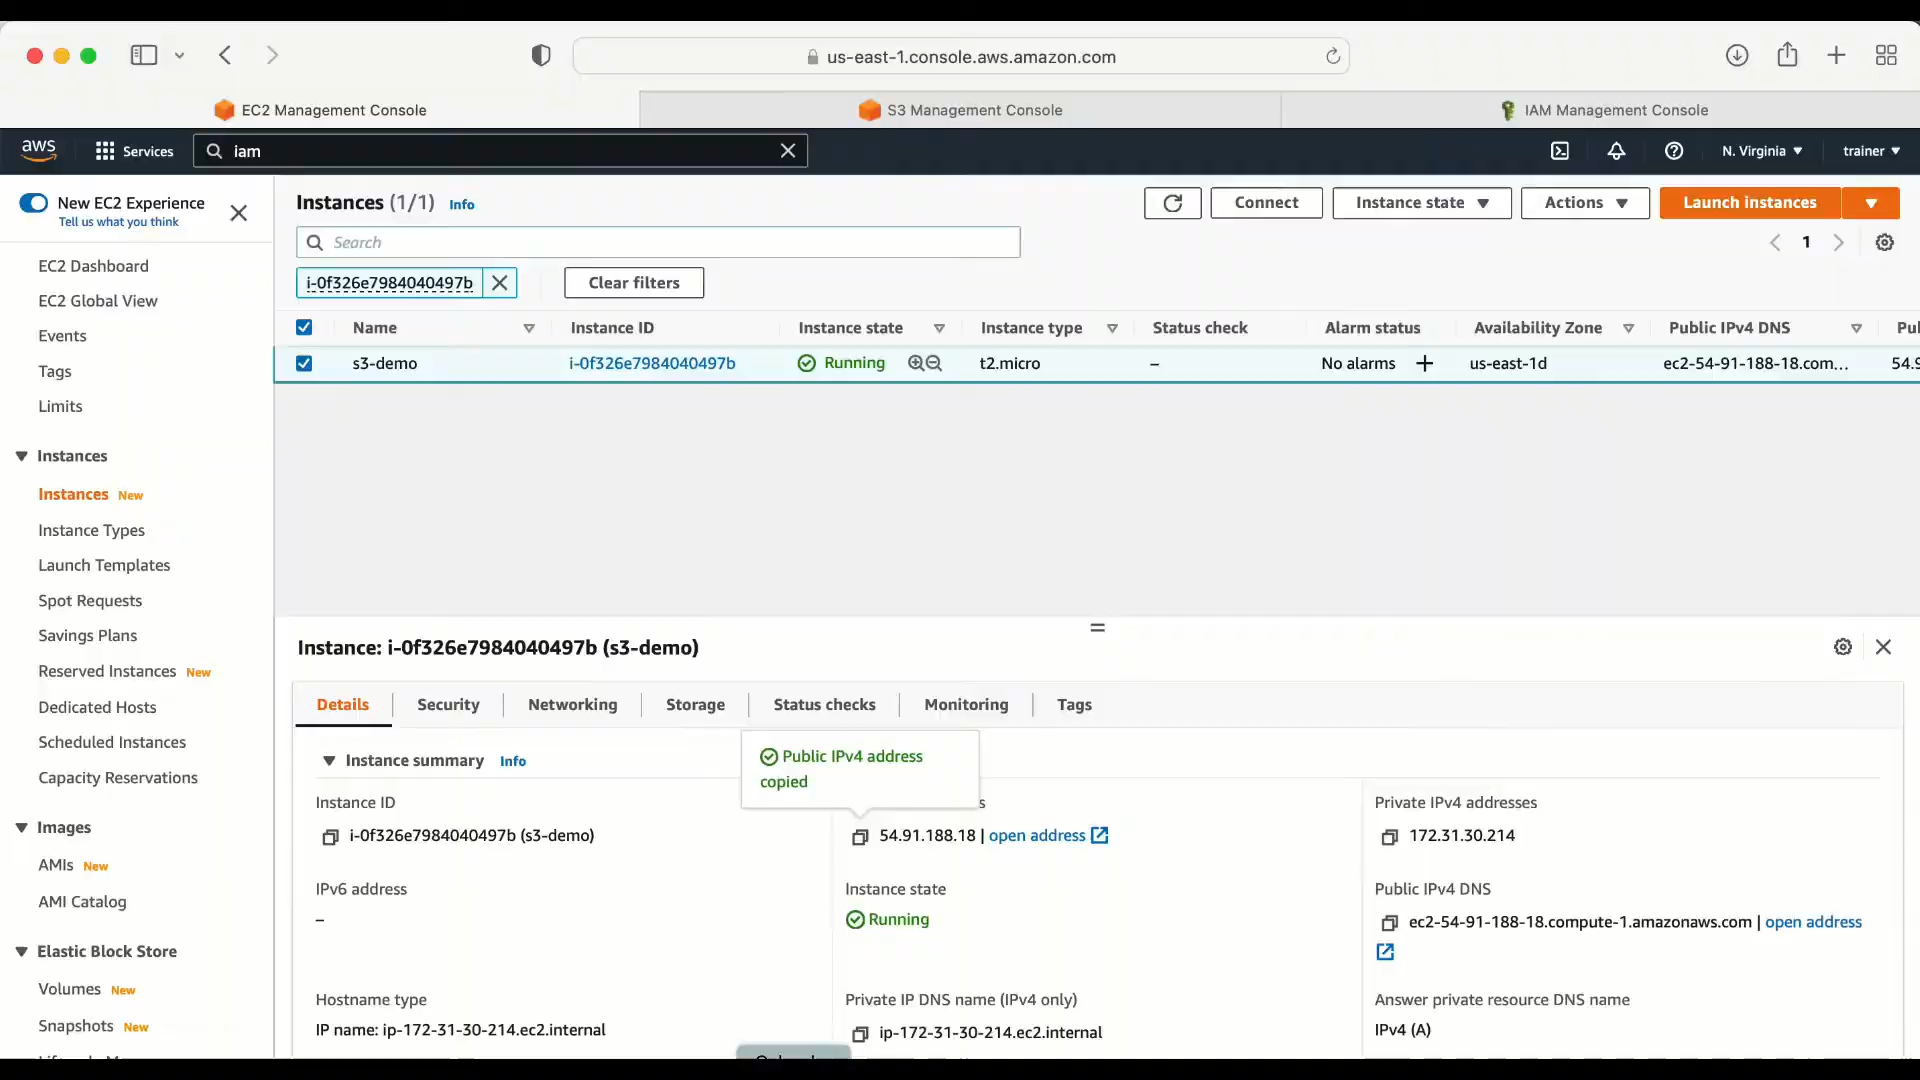 us-east-1.console.aws.amazon.com
EC2 Management Console
S3 Management Console
IAM Management Console
aws
Services
iam
N. Virginia
trainer
New EC2 Experience
Tell us what you think
EC2 Dashboard
EC2 Global View
Events
Tags
Limits
Instances
Instances New
Instance Types
Launch Templates
Spot Requests
Savings Plans
Reserved Instances New
Dedicated Hosts
Scheduled Instances
Capacity Reservations
Images
AMIs New
AMI Catalog
Elastic Block Store
Volumes New
Snapshots New
Instances (1/1) Info
Connect
Instance state
Actions
Launch instances
Search
1
i-0f326e7984040497b
Clear filters
Name Instance ID Instance state Instance type Status check Alarm status Availability Zone Public IPv4 DNS Pul
s3-demo i-0f326e7984040497b Running t2.micro – No alarms + us-east-1d ec2-54-91-188-18.com... 54.9
Instance: i-0f326e7984040497b (s3-demo)
Details Security Networking Storage Status checks Monitoring Tags
Instance summary Info
Public IPv4 address
copied
Instance ID
i-0f326e7984040497b (s3-demo)
s
54.91.188.18 | open address
Private IPv4 addresses
172.31.30.214
IPv6 address
–
Instance state
Running
Public IPv4 DNS
ec2-54-91-188-18.compute-1.amazonaws.com | open address
Hostname type
IP name: ip-172-31-30-214.ec2.internal
Private IP DNS name (IPv4 only)
ip-172-31-30-214.ec2.internal
Answer private resource DNS name
IPv4 (A)